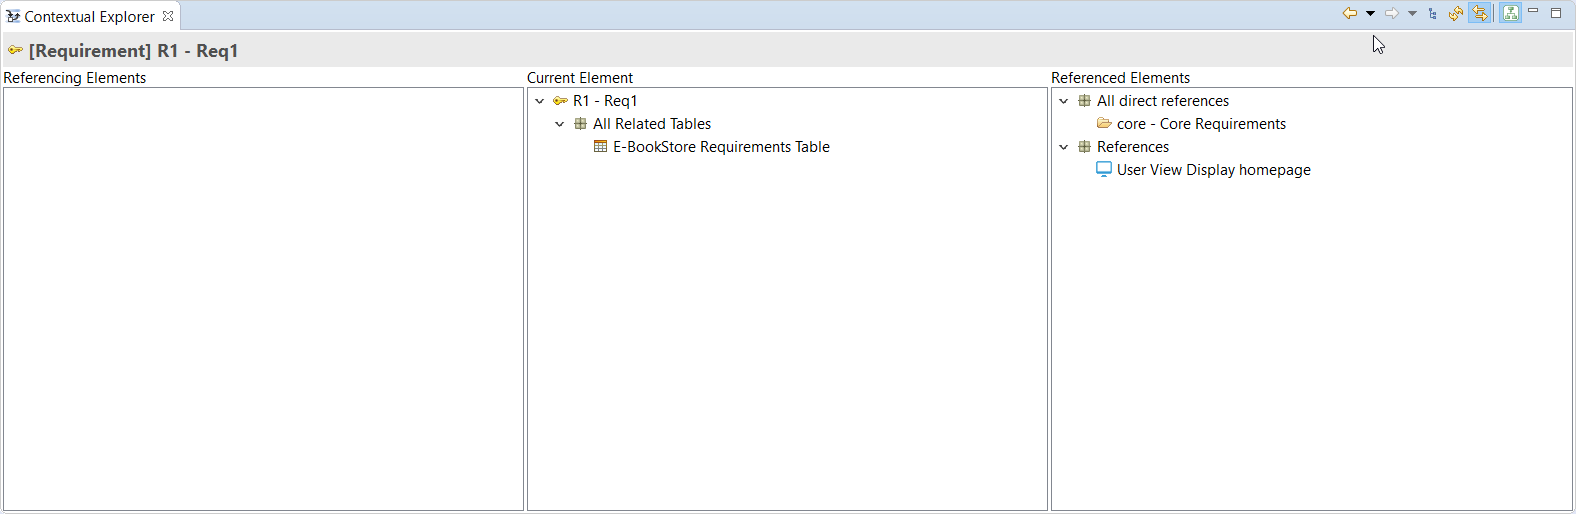 Contextual Explorer
[Requirement] R1 - Req1
Referencing Elements
Current Element
R1 - Req1
All Related Tables
E-BookStore Requirements Table
Referenced Elements
All direct references
core - Core Requirements
References
User View Display homepage